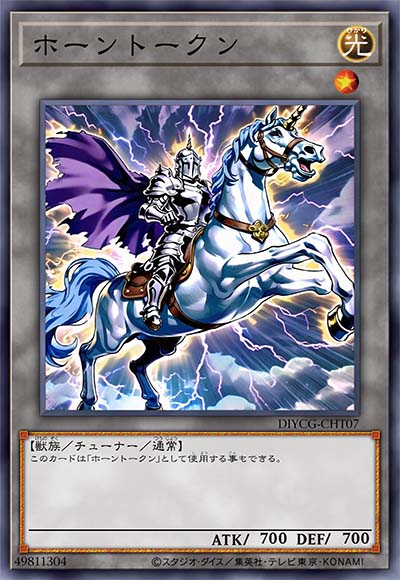 ホーントークン
光
DIYCG-CHT07
【獣族／チューナー／通常】
このカードは「ホーントークン」として使用する事もできる。
ATK/ 700 DEF/ 700
49811304
©スタジオ・ダイス／集英社・テレビ東京・KONAMI